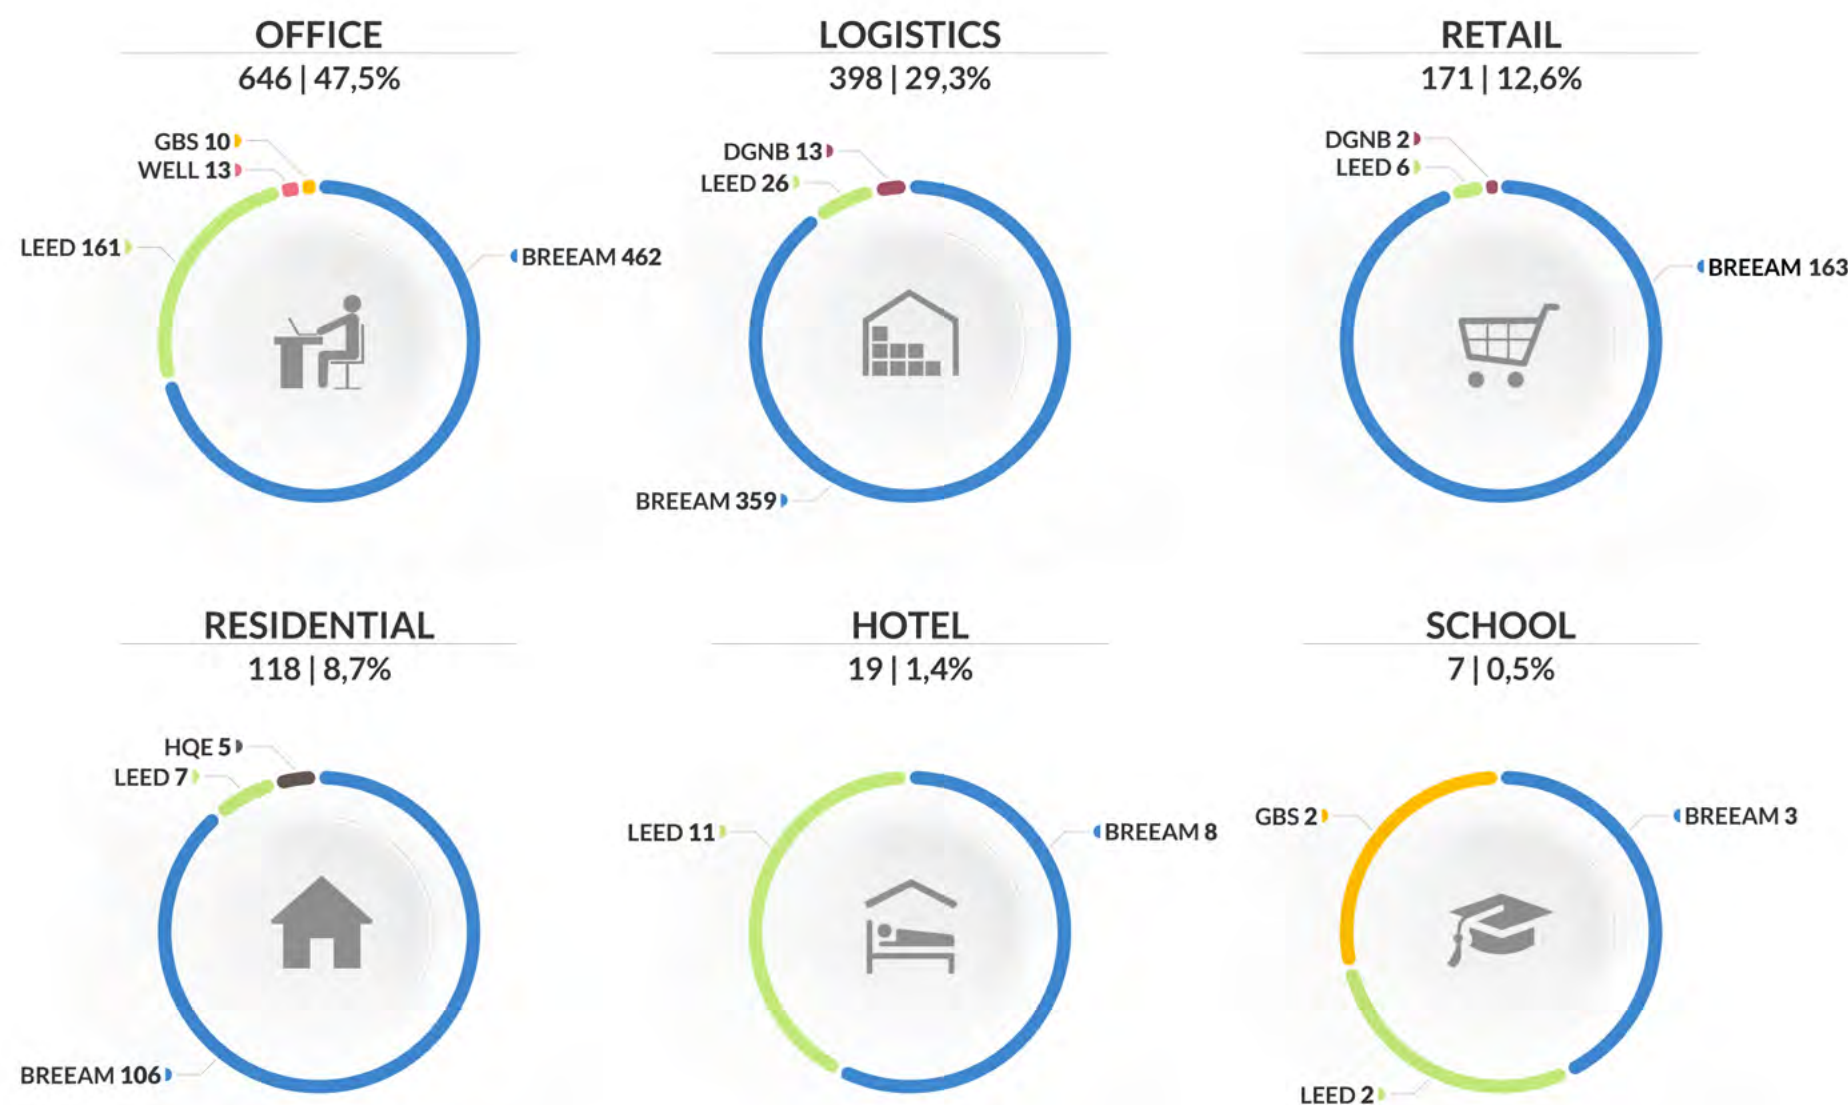 OFFICE
646 | 47,5%
GBS 10
WELL 13
LEED 161
BREEAM 462
LOGISTICS
398 | 29,3%
DGNB 13
LEED 26
BREEAM 359
RETAIL
171 | 12,6%
DGNB 2
LEED 6
BREEAM 163
RESIDENTIAL
118 | 8,7%
HQE 5
LEED 7
BREEAM 106
HOTEL
19 | 1,4%
LEED 11
BREEAM 8
SCHOOL
7 | 0,5%
GBS 2
BREEAM 3
LEED 2